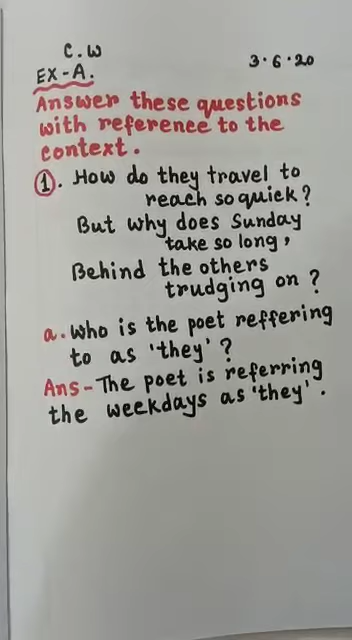 C.W
3.6.20
EX-A.
Answer these questions
with reference to the
context.
①. How do they travel to
reach so quick?
But why does Sunday
take so long,
Behind the others
trudging on?
a. Who is the poet reffering
to as 'they'?
Ans- The poet is referring
the weekdays as 'they'.